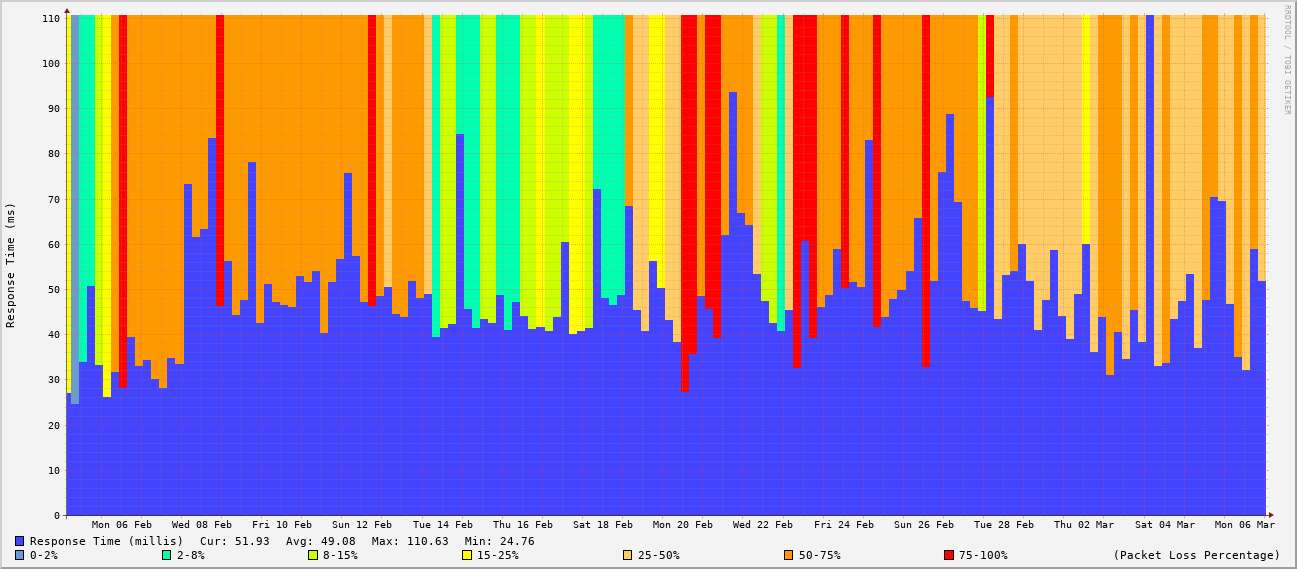 RRDTOOL / TOBI OETIKER
Response Time (ms)
110
100
90
80
70
60
50
40
30
20
10
0
Mon 06 Feb Wed 08 Feb Fri 10 Feb Sun 12 Feb Tue 14 Feb Thu 16 Feb Sat 18 Feb Mon 20 Feb Wed 22 Feb Fri 24 Feb Sun 26 Feb Tue 28 Feb Thu 02 Mar Sat 04 Mar Mon 06 Mar
Response Time (millis) Cur: 51.93 Avg: 49.08 Max: 110.63 Min: 24.76
0-2% 2-8% 8-15% 15-25% 25-50% 50-75% 75-100% (Packet Loss Percentage)